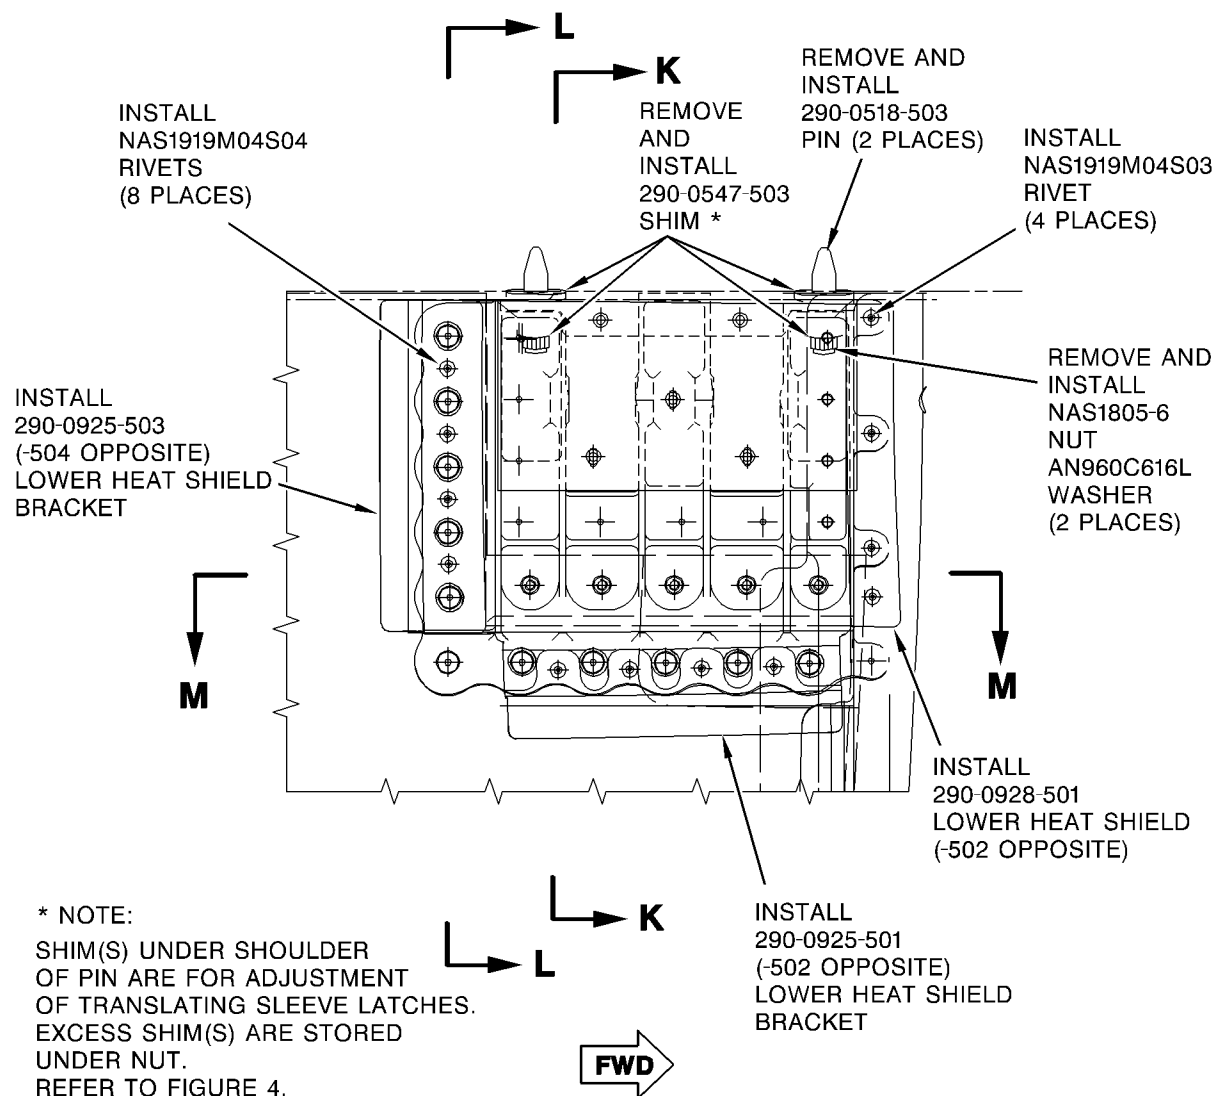 L
K
INSTALL
NAS1919M04S04
RIVETS
(8 PLACES)
REMOVE
AND
INSTALL
290-0547-503
SHIM *
REMOVE AND
INSTALL
290-0518-503
PIN (2 PLACES)
INSTALL
NAS1919M04S03
RIVET
(4 PLACES)
INSTALL
290-0925-503
(-504 OPPOSITE)
LOWER HEAT SHIELD
BRACKET
REMOVE AND
INSTALL
NAS1805-6
NUT
AN960C616L
WASHER
(2 PLACES)
M
M
INSTALL
290-0928-501
LOWER HEAT SHIELD
(-502 OPPOSITE)
K
L
INSTALL
290-0925-501
(-502 OPPOSITE)
LOWER HEAT SHIELD
BRACKET
* NOTE:
SHIM(S) UNDER SHOULDER
OF PIN ARE FOR ADJUSTMENT
OF TRANSLATING SLEEVE LATCHES.
EXCESS SHIM(S) ARE STORED
UNDER NUT.
REFER TO FIGURE 4.
FWD